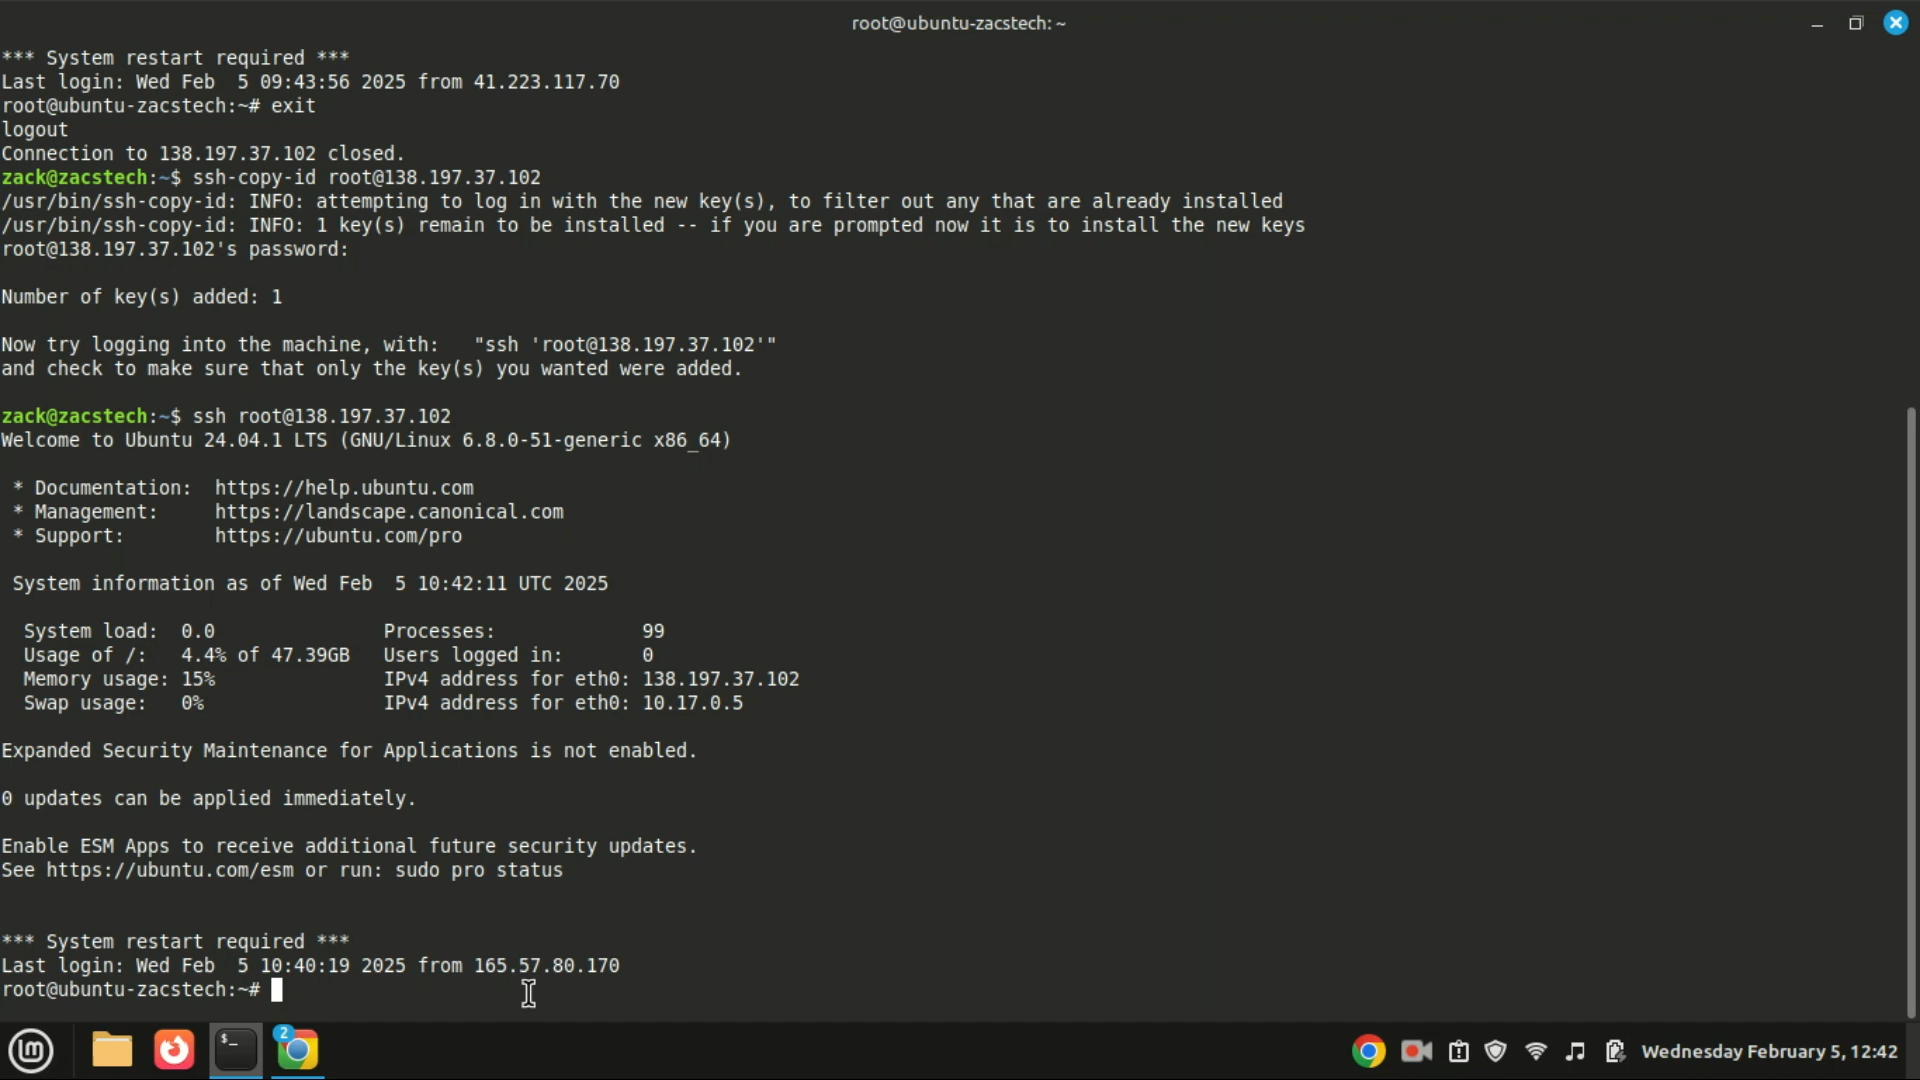 root@ubuntu-zacstech: ~
*** System restart required ***
Last login: Wed Feb  5 09:43:56 2025 from 41.223.117.70
root@ubuntu-zacstech:~# exit
logout
Connection to 138.197.37.102 closed.
zack@zacstech:~$ ssh-copy-id root@138.197.37.102
/usr/bin/ssh-copy-id: INFO: attempting to log in with the new key(s), to filter out any that are already installed
/usr/bin/ssh-copy-id: INFO: 1 key(s) remain to be installed -- if you are prompted now it is to install the new keys
root@138.197.37.102's password:
Number of key(s) added: 1
Now try logging into the machine, with:   "ssh 'root@138.197.37.102'"
and check to make sure that only the key(s) you wanted were added.
zack@zacstech:~$ ssh root@138.197.37.102
Welcome to Ubuntu 24.04.1 LTS (GNU/Linux 6.8.0-51-generic x86_64)
 * Documentation:  https://help.ubuntu.com
 * Management:     https://landscape.canonical.com
 * Support:        https://ubuntu.com/pro
 System information as of Wed Feb  5 10:42:11 UTC 2025
  System load:  0.0               Processes:             99
  Usage of /:   4.4% of 47.39GB   Users logged in:       0
  Memory usage: 15%               IPv4 address for eth0: 138.197.37.102
  Swap usage:   0%                IPv4 address for eth0: 10.17.0.5
Expanded Security Maintenance for Applications is not enabled.
0 updates can be applied immediately.
Enable ESM Apps to receive additional future security updates.
See https://ubuntu.com/esm or run: sudo pro status
*** System restart required ***
Last login: Wed Feb  5 10:40:19 2025 from 165.57.80.170
root@ubuntu-zacstech:~#
$_
2
Wednesday February 5, 12:42